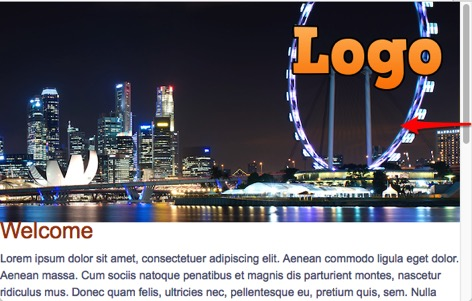 Logo
Welcome
Lorem ipsum dolor sit amet, consectetuer adipiscing elit. Aenean commodo ligula eget dolor.
Aenean massa. Cum sociis natoque penatibus et magnis dis parturient montes, nascetur
ridiculus mus. Donec quam felis, ultricies nec, pellentesque eu, pretium quis, sem. Nulla